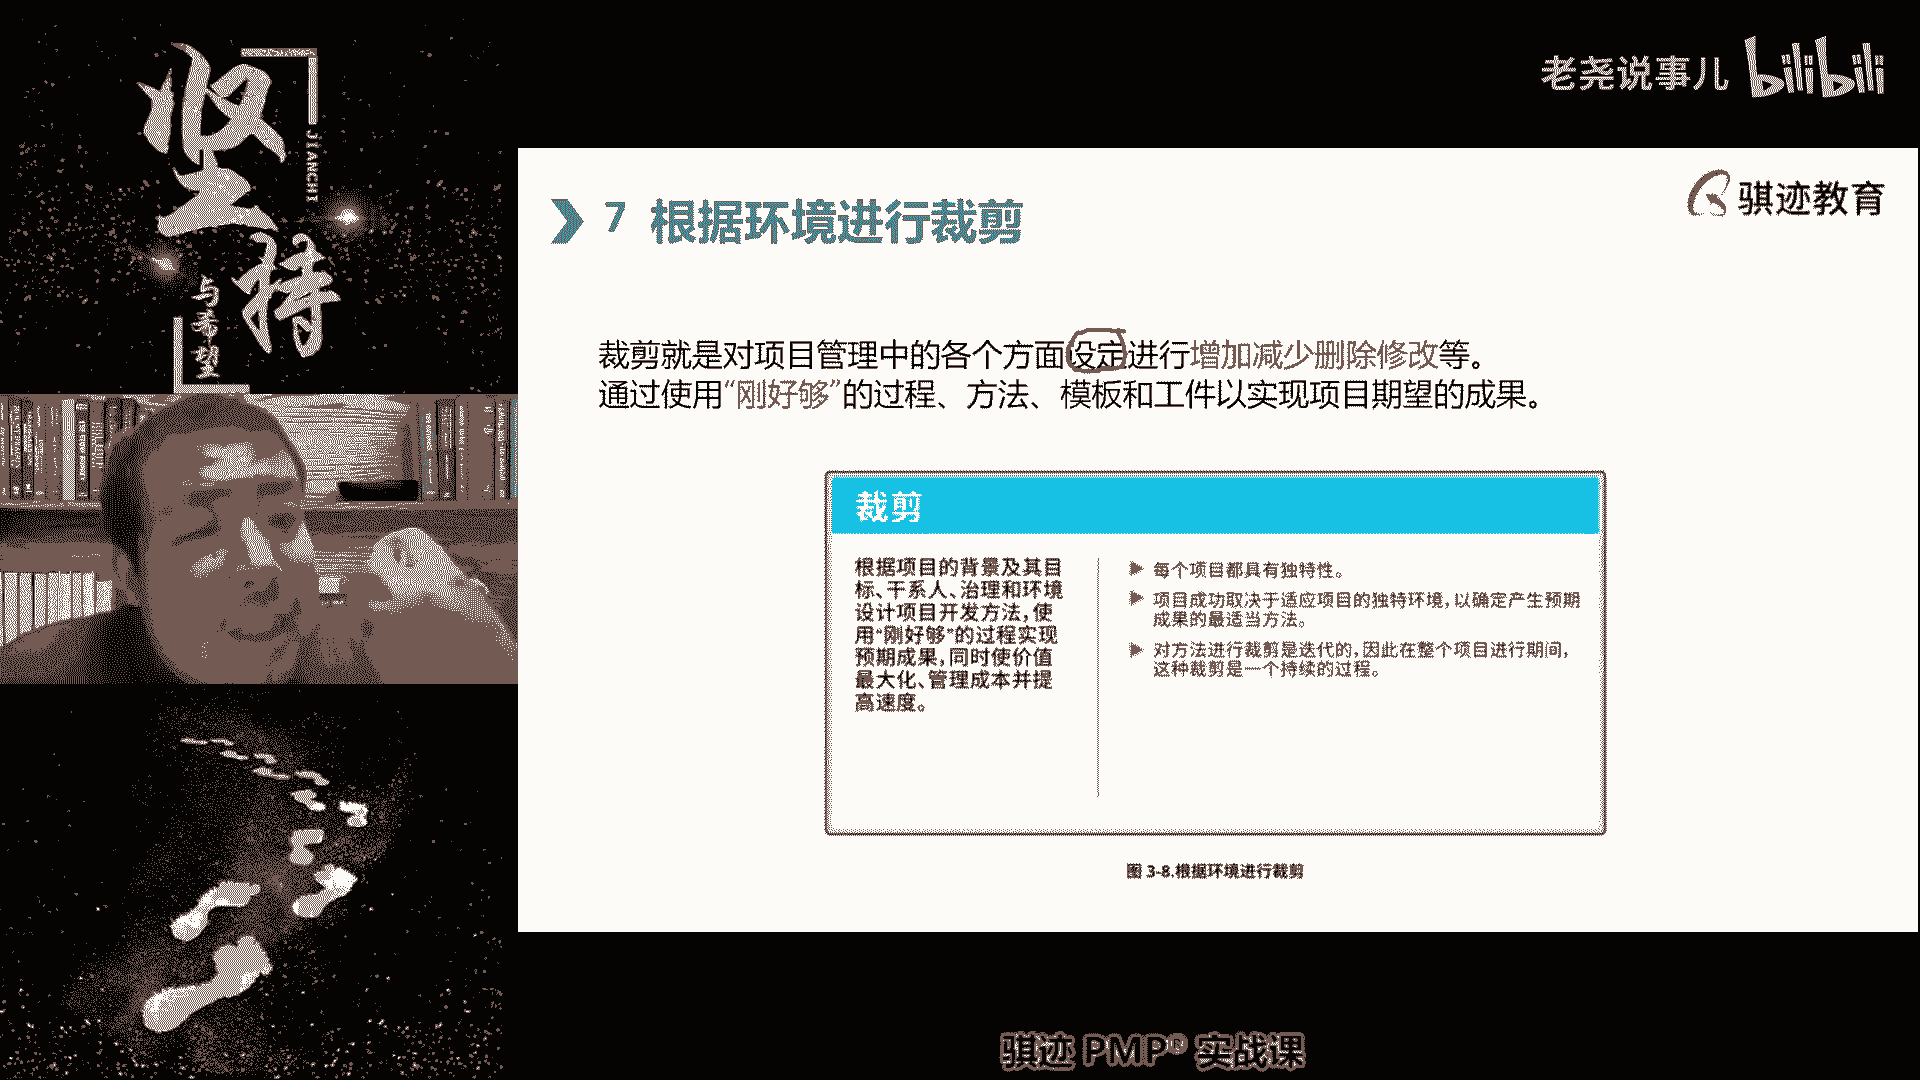 坚持
JIANCHI
与希望
老尧说事儿 bilibili
骐迹教育
7 根据环境进行裁剪
裁剪就是对项目管理中的各个方面设定进行增加减少删除修改等。
通过使用“刚好够”的过程、方法、模板和工件以实现项目期望的成果。
裁剪
根据项目的背景及其目
标、干系人、治理和环境
设计项目开发方法,使
用“刚好够”的过程实现
预期成果,同时使价值
最大化、管理成本并提
高速度。
每个项目都具有独特性。
项目成功取决于适应项目的独特环境,以确定产生预期
成果的最适当方法。
对方法进行裁剪是迭代的,因此在整个项目进行期间,
这种裁剪是一个持续的过程。
图 3-8.根据环境进行裁剪
骐迹 PMP® 实战课